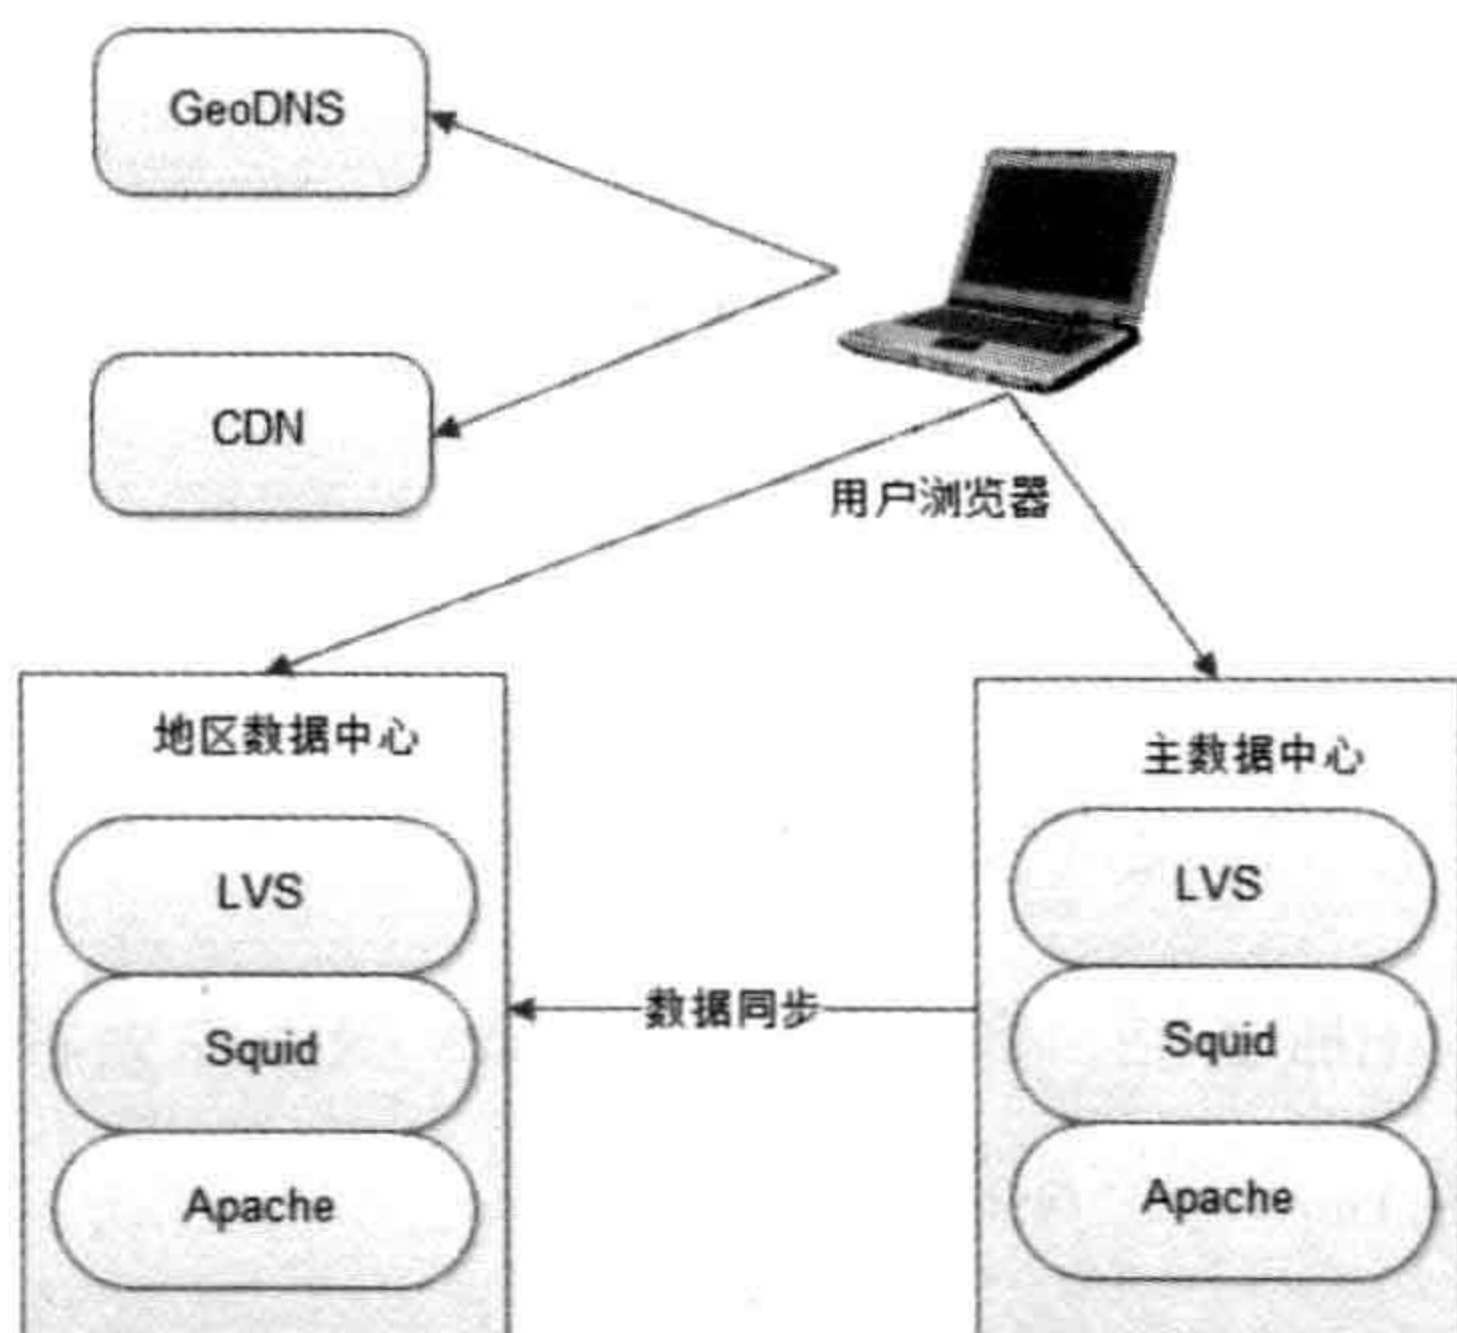 GeoDNS
CDN
用户浏览器
地区数据中心
主数据中心
LVS
LVS
数据同步
Squid
Squid
Apache
Apache